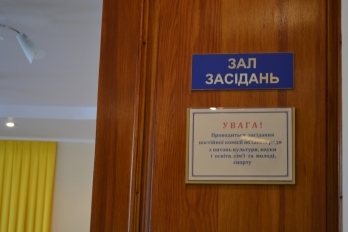 ЗАЛ
ЗАСІДАНЬ
УВАГА!
Проводиться засідання
постійної комісії
з питань культури, науки
і освіти, сім'ї та молоді,
спорту